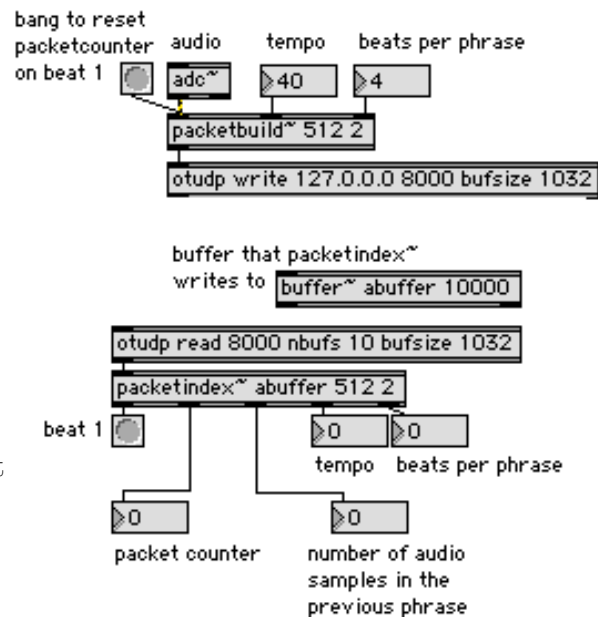 bang to reset
packetcounter
on beat 1
audio
tempo
beats per phrase
adc~
40
4
packetbuild~ 512 2
otudp write 127.0.0.0 8000 bufsize 1032
buffer that packetindex~
writes to
buffer~ abuffer 10000
otudp read 8000 nbufs 10 bufsize 1032
packetindex~ abuffer 512 2
beat 1
0
0
tempo
beats per phrase
t
0
0
packet counter
number of audio
samples in the
previous phrase